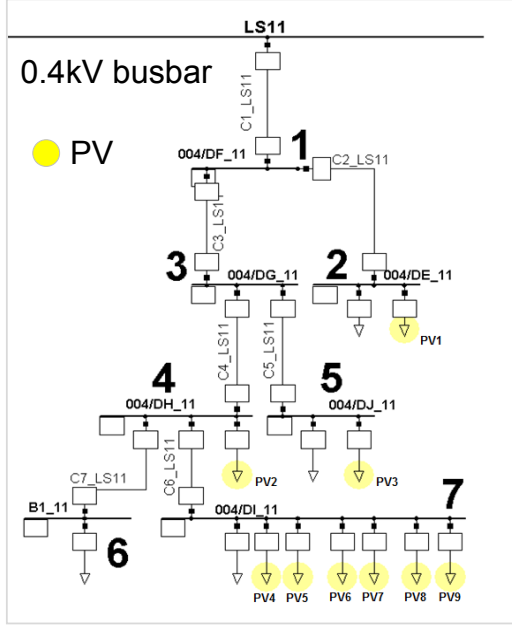 LS11
0.4kV busbar
C1_LS11
PV
004/DF_11
1
C2_LS11
C3_LS11
3
004/DG_11
2
004/DE_11
PV1
C4_LS11
C5_LS11
4
5
004/DH_11
004/DJ_11
C7_LS11
C6_LS11
PV2
PV3
7
B1_11
004/DI_11
6
PV4
PV5
PV6
PV7
PV8
PV9